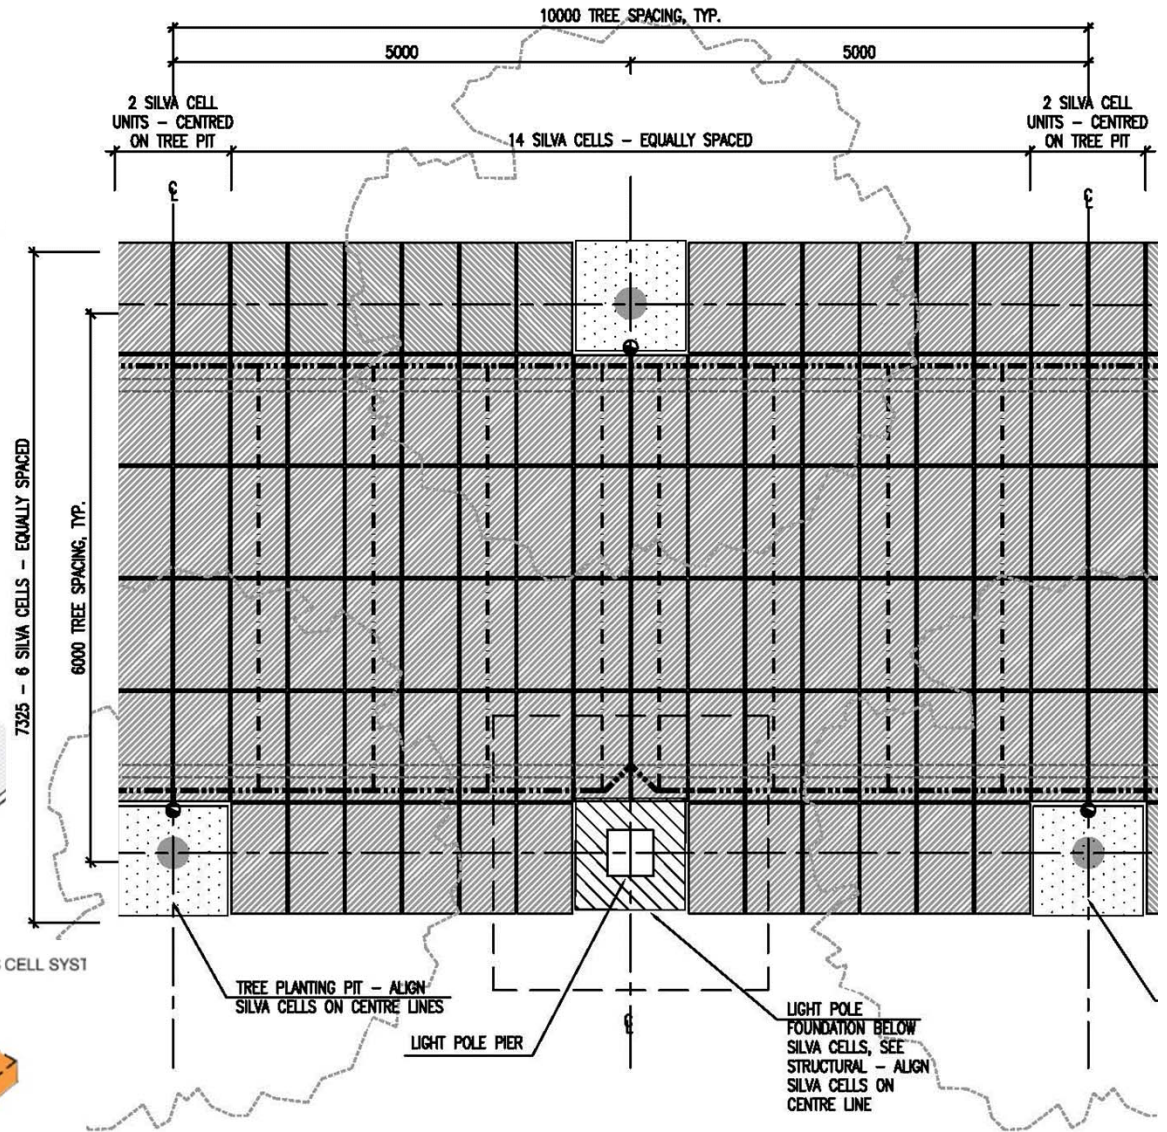 10000 TREE SPACING, TYP.
5000
5000
2 SILVA CELL
UNITS - CENTRED
ON TREE PIT
14 SILVA CELLS - EQUALLY SPACED
2 SILVA CELL
UNITS - CENTRED
ON TREE PIT
℄
℄
7325 - 6 SILVA CELLS - EQUALLY SPACED
6000 TREE SPACING, TYP.
CELL SYST
TREE PLANTING PIT - ALIGN
SILVA CELLS ON CENTRE LINES
LIGHT POLE PIER
℄
LIGHT POLE
FOUNDATION BELOW
SILVA CELLS, SEE
STRUCTURAL - ALIGN
SILVA CELLS ON
CENTRE LINE